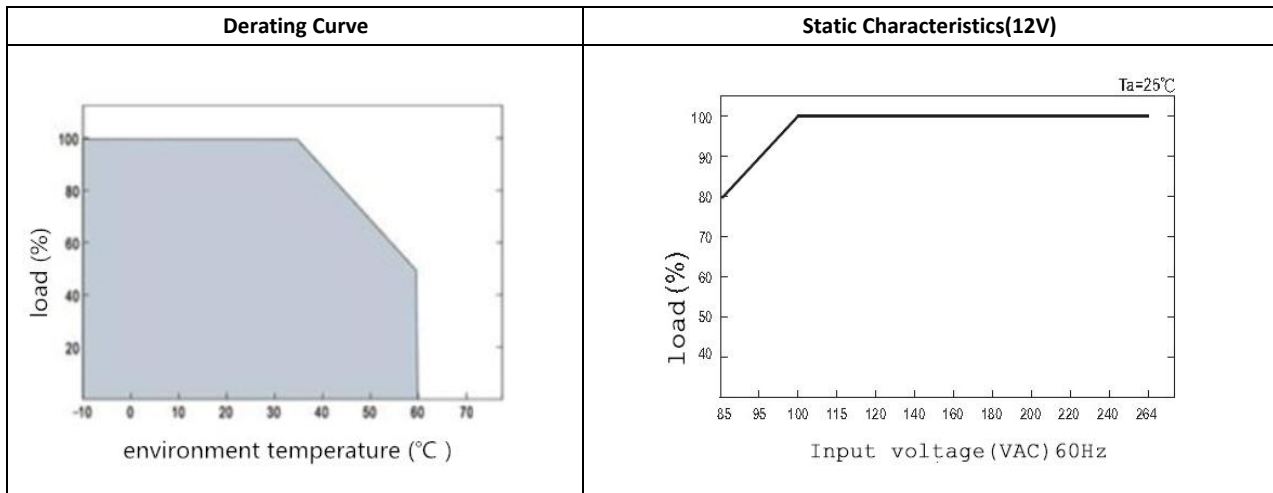 Derating Curve
100
80
60
40
20
load (%)
-10 0 10 20 30 40 50 60 70
environment temperature (℃ )
Static Characteristics(12V)
Ta=25℃
100
90
80
70
60
50
40
load(%)
85 95 100 115 120 140 160 180 200 220 240 264
Input voltage(VAC)60Hz